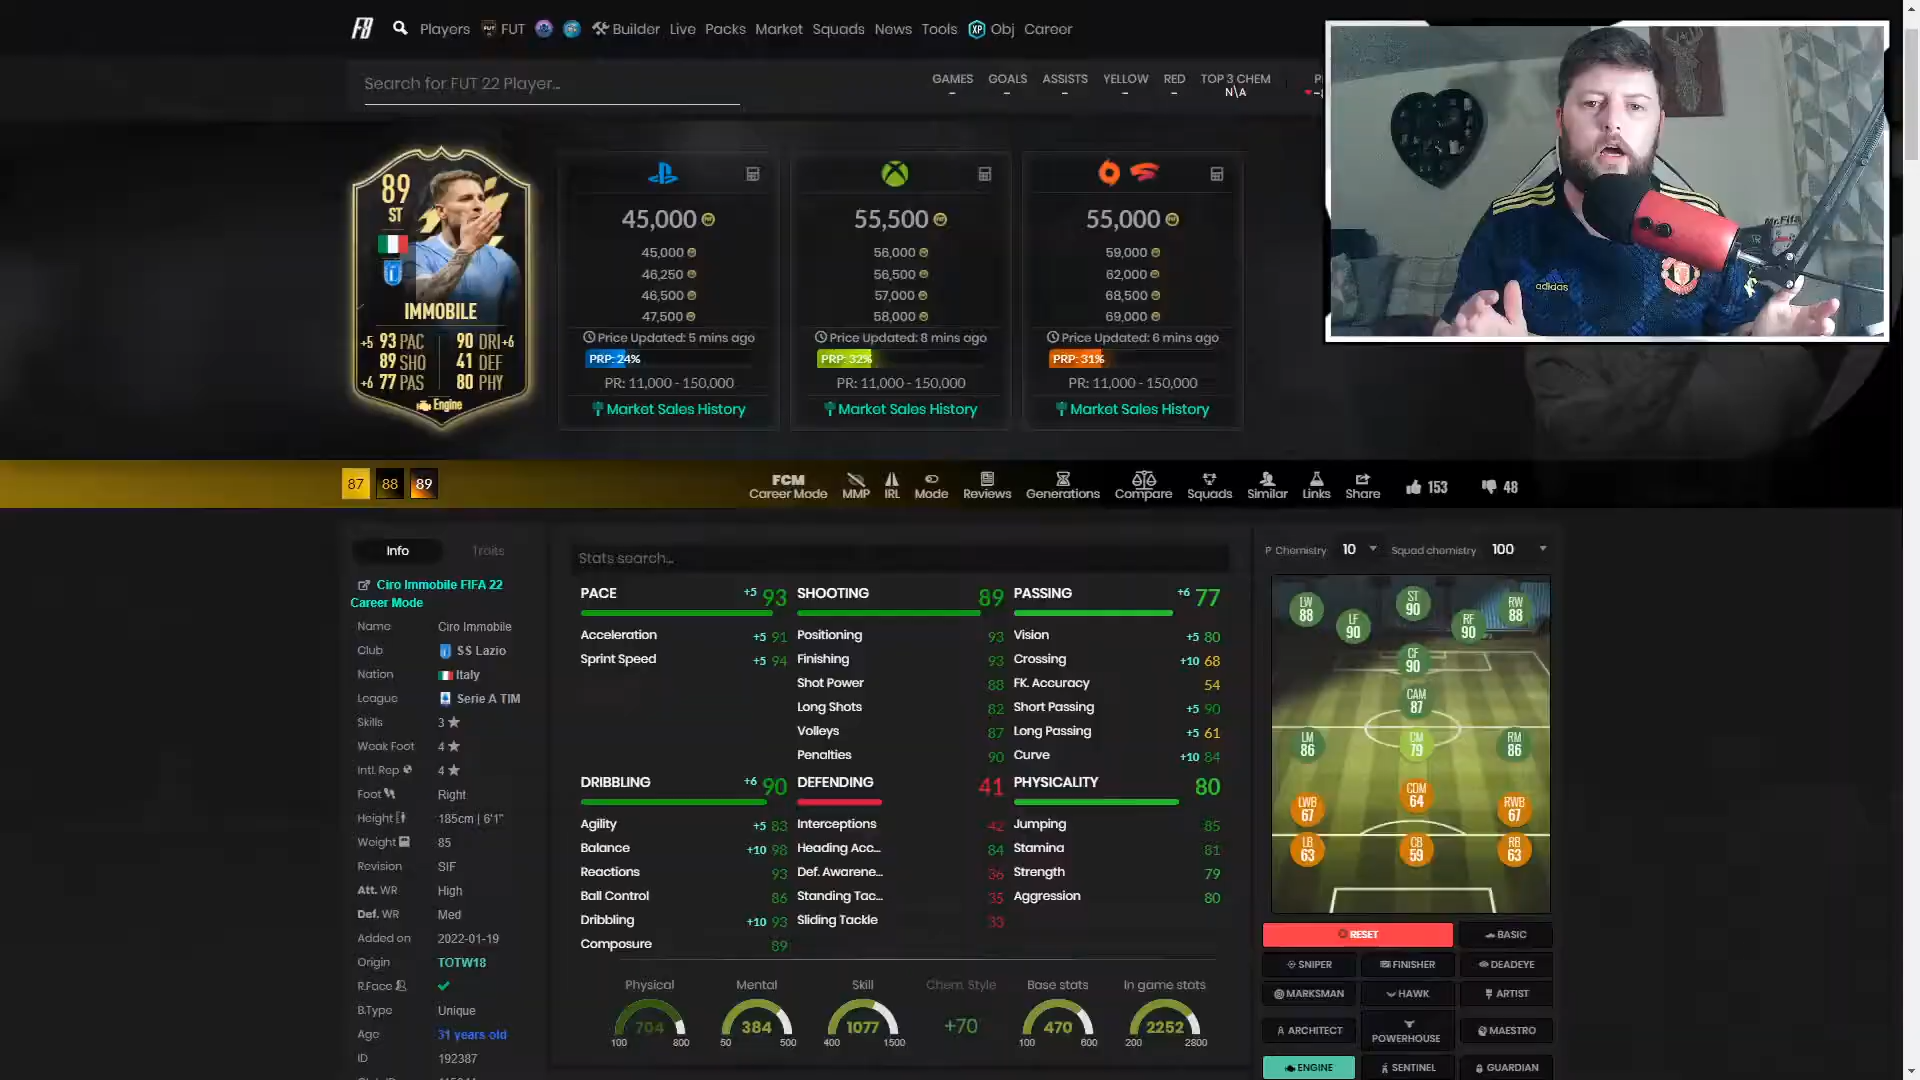 FB Players FUT Builder Live Packs Market Squads News Tools XP Obj Career
Search for FUT 22 Player...
GAMES GOALS ASSISTS YELLOW RED TOP 3 CHEM
- - - - - N\A
89
ST
IMMOBILE
+5 93 PAC 90 DRI+6
89 SHO 41 DEF
+6 77 PAS 80 PHY
Engine
45,000
45,000
46,250
46,500
47,500
Price Updated: 5 mins ago
PRP: 24%
PR: 11,000 - 150,000
Market Sales History
55,500
56,000
56,500
57,000
58,000
Price Updated: 8 mins ago
PRP: 32%
PR: 11,000 - 150,000
Market Sales History
55,000
59,000
62,000
68,500
69,000
Price Updated: 6 mins ago
PRP: 31%
PR: 11,000 - 150,000
Market Sales History
adidas
Mr.Fifa
87 88 89
FCM
Career Mode MMP IRL Mode Reviews Generations Compare Squads Similar Links Share 153 48
Info Traits
Ciro Immobile FIFA 22
Career Mode
Name Ciro Immobile
Club SS Lazio
Nation Italy
League Serie A TIM
Skills 3
Weak Foot 4
Intl. Rep 4
Foot Right
Height 185cm | 6'1"
Weight 85
Revision SIF
Att. WR High
Def. WR Med
Added on 2022-01-19
Origin TOTW18
R.Face
B.Type Unique
Age 31 years old
ID 192387
Stats search...
PACE +5 93
Acceleration +5 91
Sprint Speed +5 94
SHOOTING 89
Positioning 93
Finishing 93
Shot Power 88
Long Shots 82
Volleys 87
Penalties 90
PASSING +6 77
Vision +5 80
Crossing +10 68
FK. Accuracy 54
Short Passing +5 90
Long Passing +5 61
Curve +10 84
DRIBBLING +6 90
Agility +5 83
Balance +10 98
Reactions 93
Ball Control 86
Dribbling +10 93
Composure 89
DEFENDING 41
Interceptions 42
Heading Acc... 84
Def. Awarene... 36
Standing Tac... 35
Sliding Tackle 33
PHYSICALITY 80
Jumping 85
Stamina 81
Strength 79
Aggression 80
Physical Mental Skill Chem. Style Base stats In game stats
704 384 1077 +70 470 2252
100 800 50 500 400 1500 100 600 200 2800
P Chemistry 10 Squad chemistry 100
LW 88
LF 90
ST 90
RF 90
RW 88
CF 90
CAM 87
LM 86
CM 79
RM 86
LWB 67
CDM 64
RWB 67
LB 63
CB 59
RB 63
RESET BASIC
SNIPER FINISHER DEADEYE
MARKSMAN HAWK ARTIST
ARCHITECT POWERHOUSE MAESTRO
ENGINE SENTINEL GUARDIAN